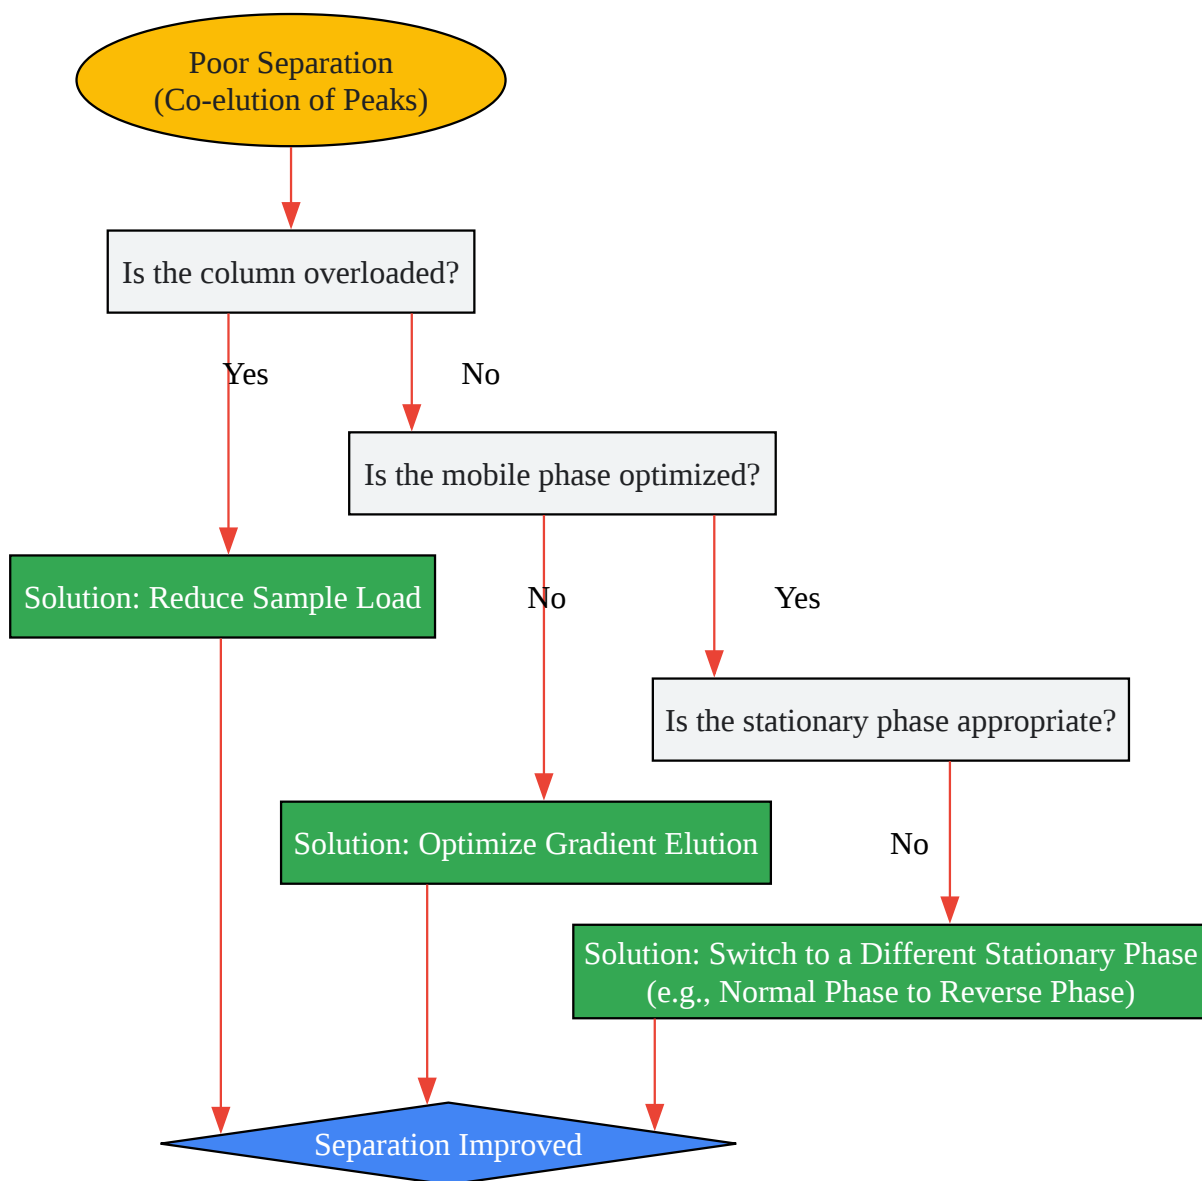 Poor Separation
(Co-elution of Peaks)
Is the column overloaded?
Yes
No
Is the mobile phase optimized?
Solution: Reduce Sample Load
No
Yes
Is the stationary phase appropriate?
Solution: Optimize Gradient Elution
No
Solution: Switch to a Different Stationary Phase
(e.g., Normal Phase to Reverse Phase)
Separation Improved